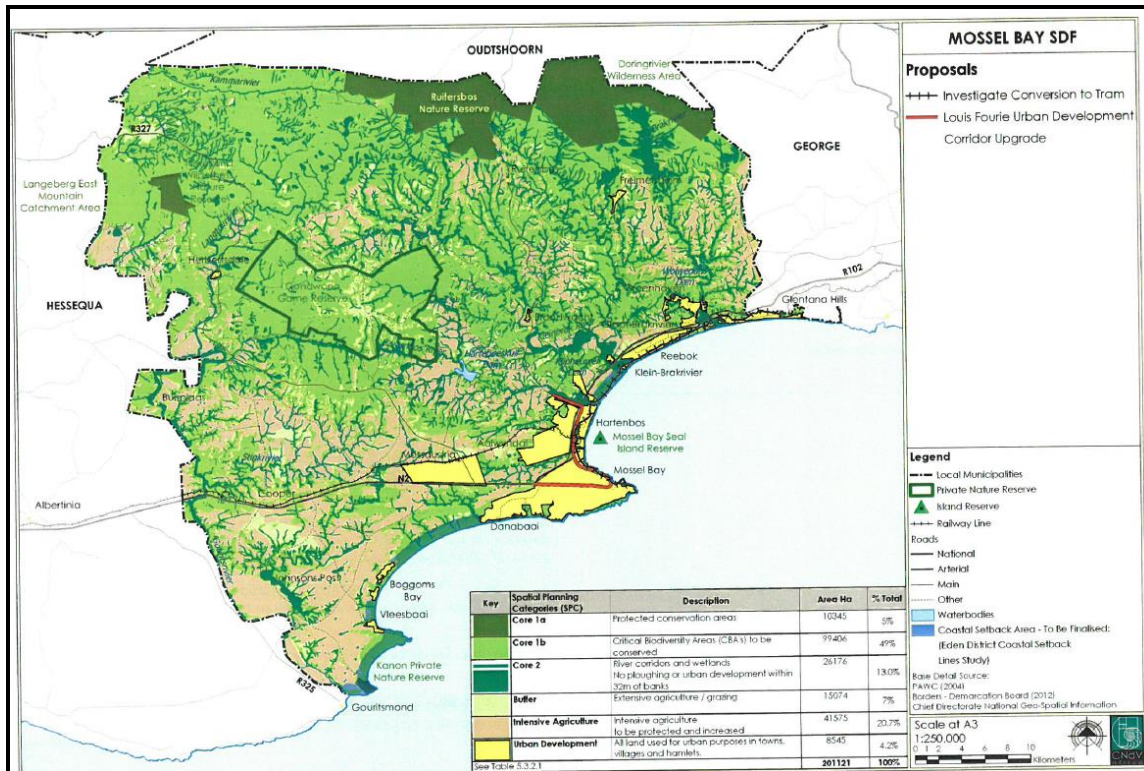 OUDTSHOORN
Kammarivier
Doringrivier
Wilderness Area
Ruitersbos
Nature Reserve
R327
GEORGE
Langeberg East
Mountain
Catchment Area
Gondwana
Game Reserve
R102
Glentana Hills
HESSEQUA
Reebok
Klein-Brakrivier
Hartenbos
Mossel Bay Seal
Island Reserve
Mossel Bay
N2
Cooper
Albertinia
Danabaai
Boggoms
Bay
Vleesbaai
Kanon Private
Nature Reserve
R325
Gouritsmond
MOSSEL BAY SDF
Proposals
Investigate Conversion to Tram
Louis Fourie Urban Development
Corridor Upgrade
Legend
Local Municipalities
Private Nature Reserve
Island Reserve
Railway Line
Roads
National
Arterial
Main
Other
Waterbodies
Coastal Setback Area - To Be Finalised:
(Eden District Coastal Setback
Lines Study)
Base Detail Source:
PAWC (2004)
Borders - Demarcation Board (2012)
Chief Directorate National Geo-Spatial Information
Scale at A3
1:250,000
0 1 2 4 6 8 10
Kilometers
CNdV
Key Spatial Planning Categories (SPC) Description Area Ha % Total
Core 1a Protected conservation areas 10345 5%
Core 1b Critical Biodiversity Areas (CBA's) to be conserved 99406 49%
Core 2 River corridors and wetlands 26176 13.0%
No ploughing or urban development within
32m of banks
Buffer Extensive agriculture / grazing 15074 7%
Intensive Agriculture Intensive agriculture 41575 20.7%
to be protected and increased
Urban Development All land used for urban purposes in towns, 8545 4.2%
villages and hamlets.
See Table 5.3.2.1 201121 100%